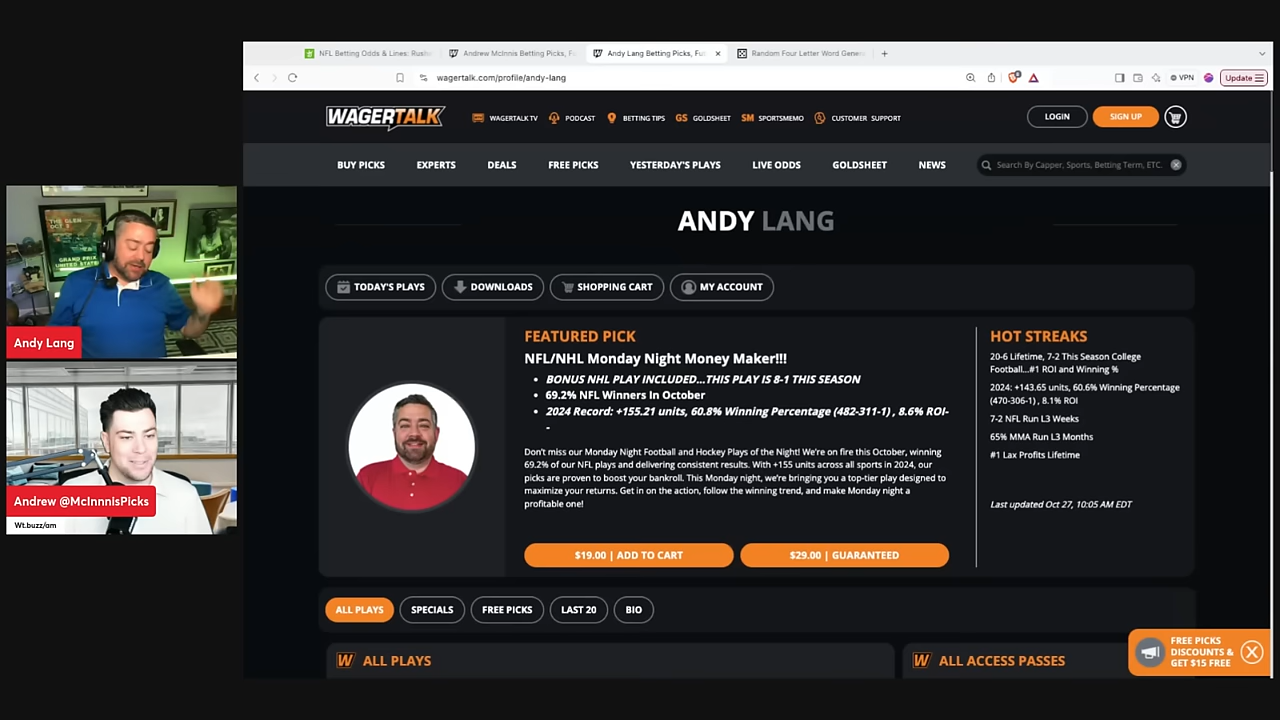 NFL Betting Odds & Lines: Rushe
Andrew McInnis Betting Picks, F
Andy Lang Betting Picks, Ful
Random Four Letter Word Gene
wagertalk.com/profile/andy-lang
VPN
Update
WAGERTALK
WAGERTALK TV
PODCAST
BETTING TIPS
GS GOLDSHEET
SM SPORTSMEMO
CUSTOMER SUPPORT
LOGIN
SIGN UP
BUY PICKS
EXPERTS
DEALS
FREE PICKS
YESTERDAY'S PLAYS
LIVE ODDS
GOLDSHEET
NEWS
Search By Capper, Sports, Betting Term, ETC.
ANDY LANG
TODAY'S PLAYS
DOWNLOADS
SHOPPING CART
MY ACCOUNT
THE GLEN
GRAND PRIX
UNITED STATES
Andy Lang
Andrew @McInnnisPicks
Wt.buzz/am
FEATURED PICK
NFL/NHL Monday Night Money Maker!!!
BONUS NHL PLAY INCLUDED...THIS PLAY IS 8-1 THIS SEASON
69.2% NFL Winners In October
2024 Record: +155.21 units, 60.8% Winning Percentage (482-311-1) , 8.6% ROI-
-
Don't miss our Monday Night Football and Hockey Plays of the Night! We're on fire this October, winning
69.2% of our NFL plays and delivering consistent results. With +155 units across all sports in 2024, our
picks are proven to boost your bankroll. This Monday night, we're bringing you a top-tier play designed to
maximize your returns. Get in on the action, follow the winning trend, and make Monday night a
profitable one!
$19.00 | ADD TO CART
$29.00 | GUARANTEED
HOT STREAKS
20-6 Lifetime, 7-2 This Season College
Football...#1 ROI and Winning %
2024: +143.65 units, 60.6% Winning Percentage
(470-306-1) , 8.1% ROI
7-2 NFL Run L3 Weeks
65% MMA Run L3 Months
#1 Lax Profits Lifetime
Last updated Oct 27, 10:05 AM EDT
ALL PLAYS
SPECIALS
FREE PICKS
LAST 20
BIO
W ALL PLAYS
W ALL ACCESS PASSES
FREE PICKS
DISCOUNTS &
GET $15 FREE